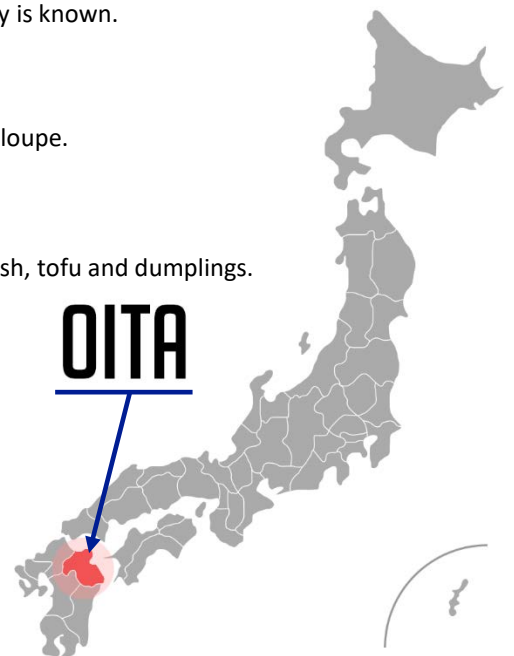 y is known.
loupe.
sh, tofu and dumplings.
OITA